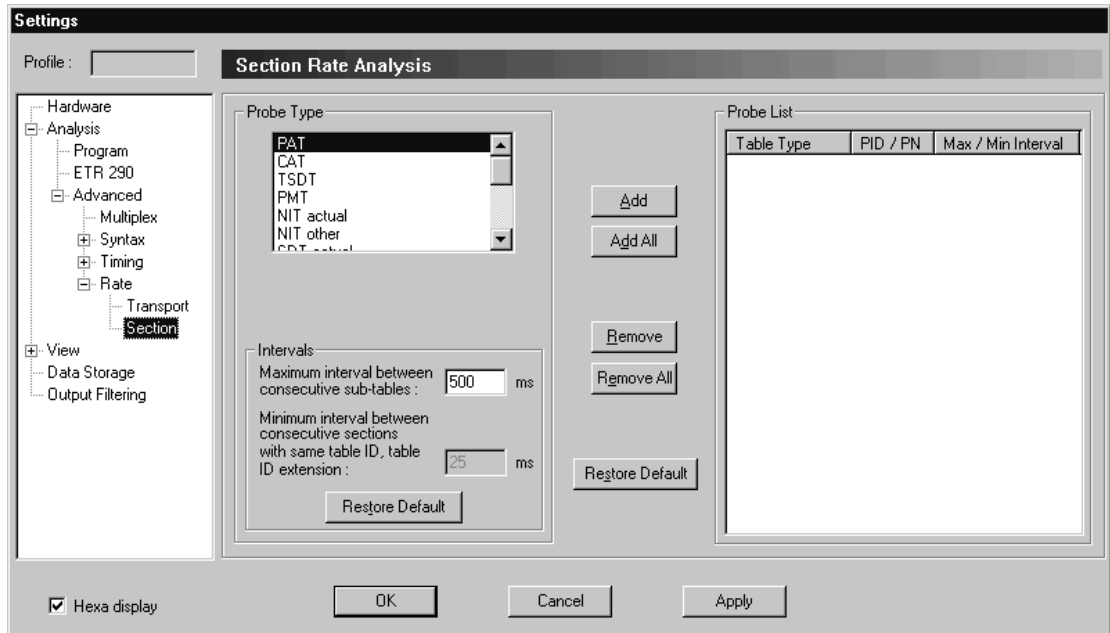 Settings
Profile :
Section Rate Analysis
Hardware
Analysis
Program
ETR 290
Advanced
Multiplex
Syntax
Timing
Rate
Transport
Section
View
Data Storage
Output Filtering
Probe Type
PAT
CAT
TSDT
PMT
NIT actual
NIT other
SDT actual
Intervals
Maximum interval between
consecutive sub-tables :
500 ms
Minimum interval between
consecutive sections
with same table ID, table
ID extension :
25 ms
Restore Default
Add
Add All
Remove
Remove All
Restore Default
Probe List
Table Type PID / PN Max / Min Interval
Hexa display
OK
Cancel
Apply